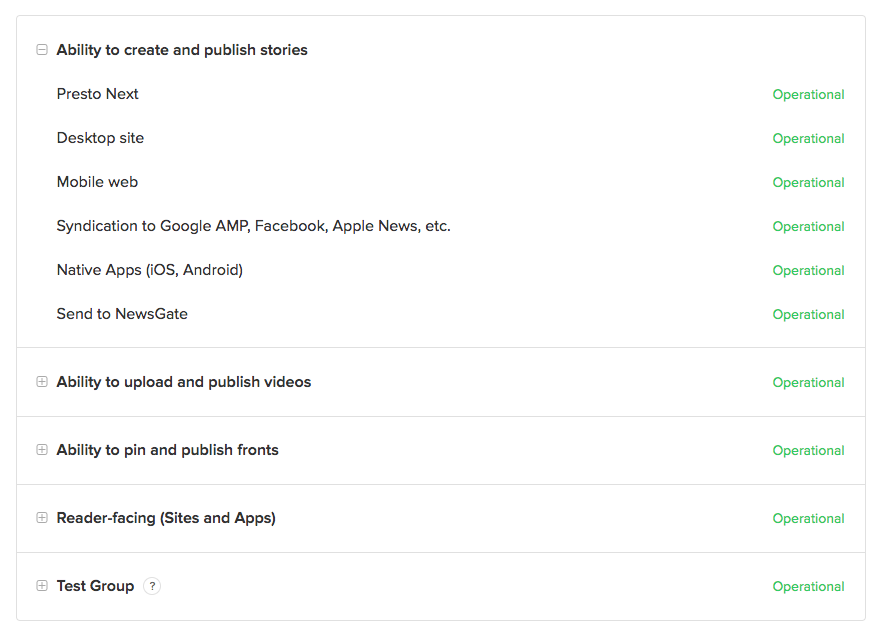 Ability to create and publish stories
Presto Next Operational
Desktop site Operational
Mobile web Operational
Syndication to Google AMP, Facebook, Apple News, etc. Operational
Native Apps (iOS, Android) Operational
Send to NewsGate Operational
Ability to upload and publish videos Operational
Ability to pin and publish fronts Operational
Reader-facing (Sites and Apps) Operational
Test Group ? Operational